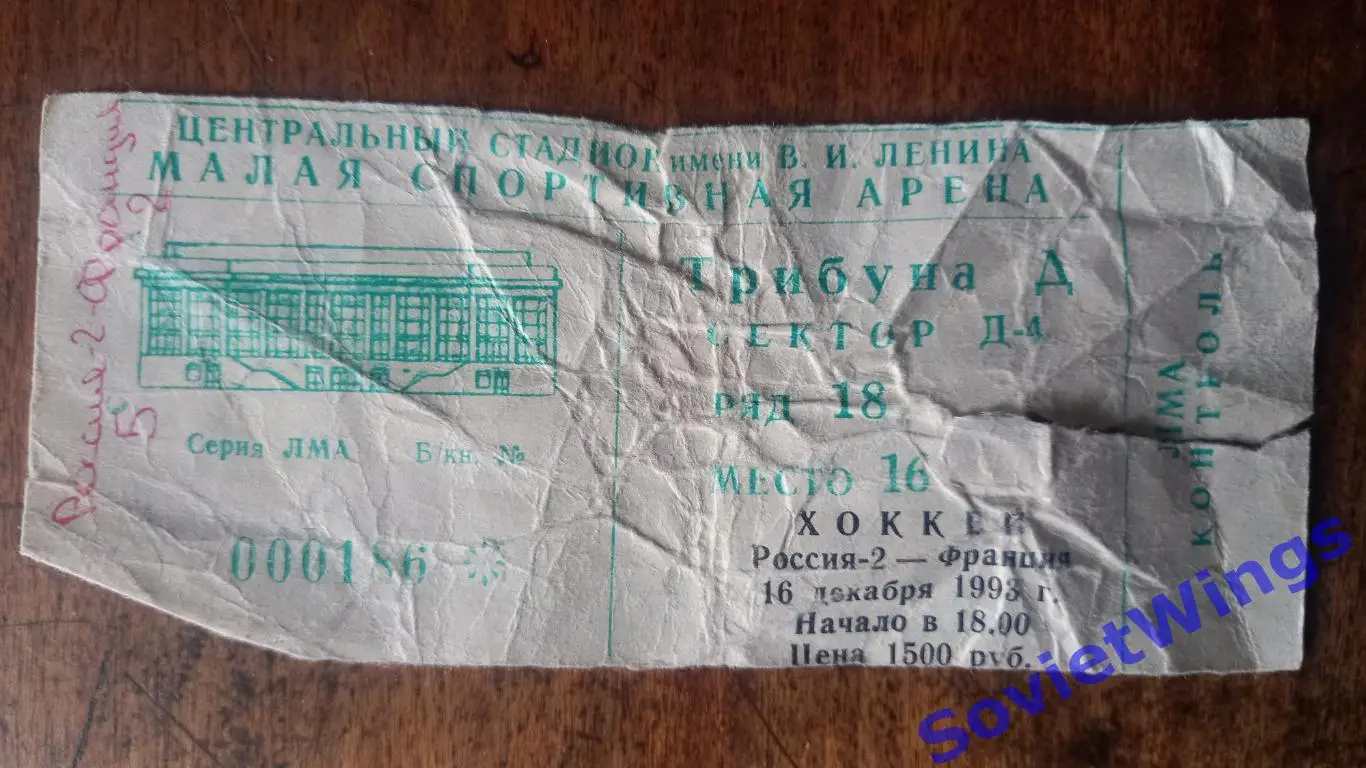 ЦЕНТРАЛЬНЫЙ СТАДИОН имени В. И. ЛЕНИНА
МАЛАЯ СПОРТИВНАЯ АРЕНА
Россия-2-Франция
5:2
Серия ЛМА Б/кн. №
000186
Трибуна Д
СЕКТОР Д-4
РЯД 18
МЕСТО 16
ХОККЕЙ
Россия-2 — Франция
16 декабря 1993 г.
Начало в 18.00
Цена 1500 руб.
ЛМА
КОНТРОЛЬ
SovietWings